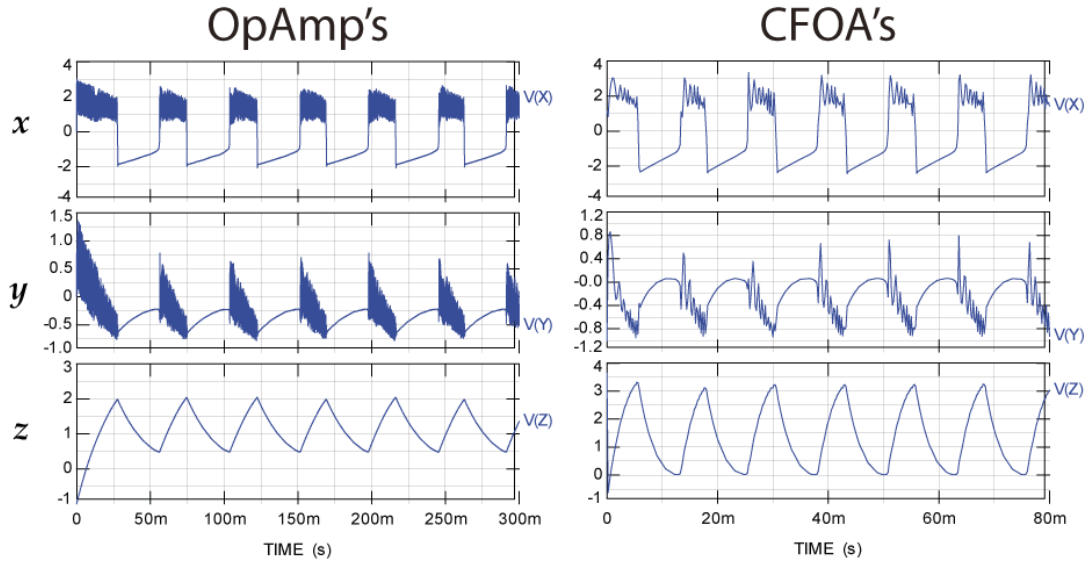 OpAmp's CFOA's
x
4
2
0
-2
-4
V(X)
4
2
0
-2
-4
V(X)
y
1.5
1.0
0.5
0
-0.5
-1.0
V(Y)
1.2
0.8
0.4
-0.0
-0.4
-0.8
-1.2
V(Y)
z
3
2
1
0
-1
V(Z)
4
3
2
1
0
-1
V(Z)
0 50m 100m 150m 200m 250m 300m
TIME (s)
0 20m 40m 60m 80m
TIME (s)